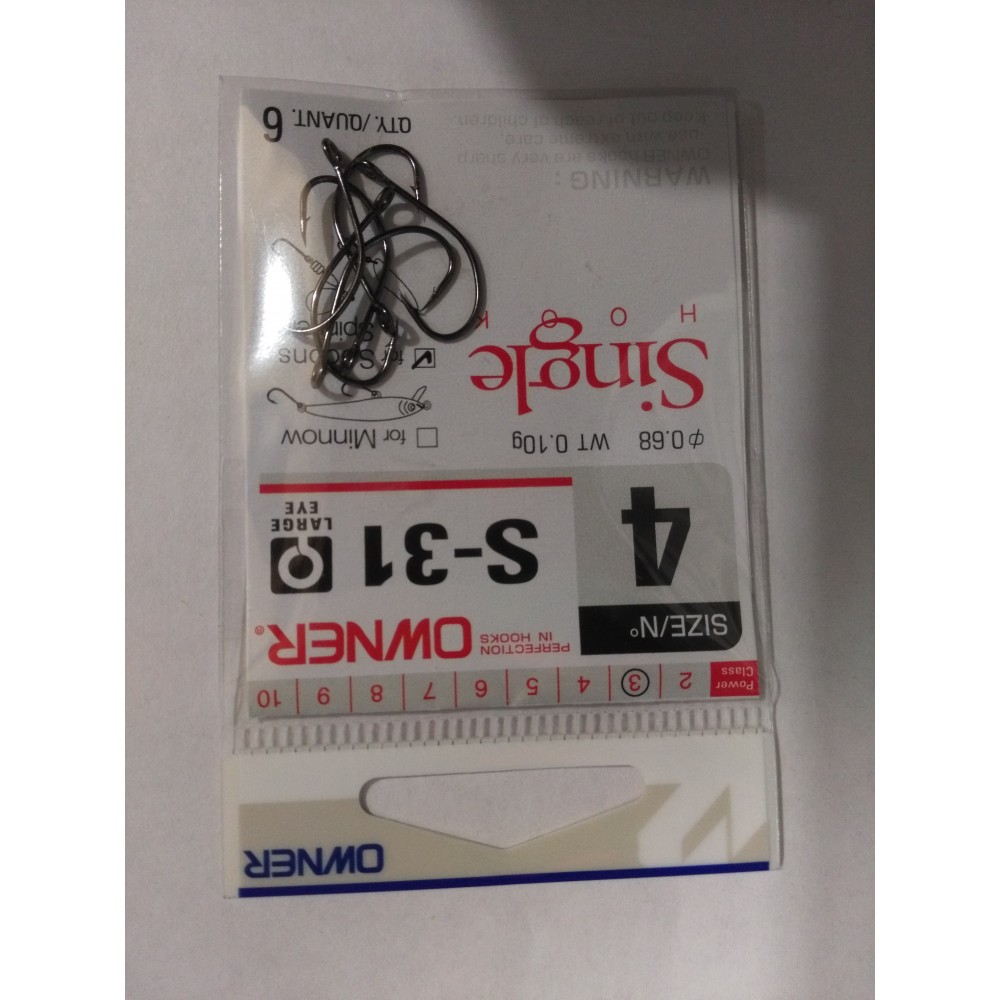 OWNER
Power Class 2 3 4 5 6 7 8 9 10
SIZE/N°
4
PERFECTION
IN HOOKS
OWNER®
S-31
LARGE
EYE
φ0.68 WT 0.10g
Single
HOOK
for Minnow
for Spoons
WARNING:
OWNER hooks are very sharp
use with extreme care.
Keep out of reach of children.
QTY./QUANT. 6